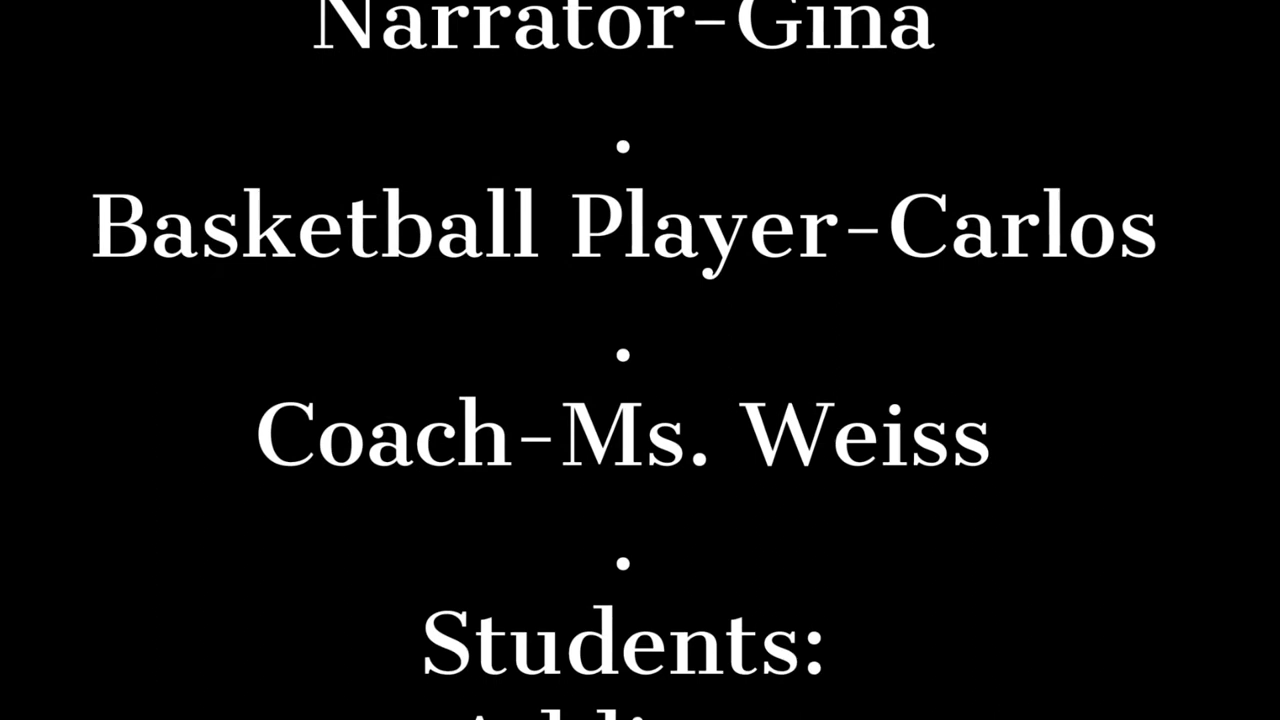 Narrator-Gina
.
Basketball Player-Carlos
.
Coach-Ms. Weiss
.
Students: